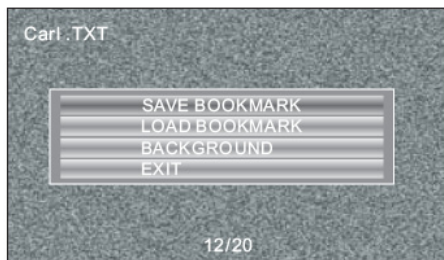 Carl .TXT
SAVE BOOKMARK
LOAD BOOKMARK
BACKGROUND
EXIT
12/20